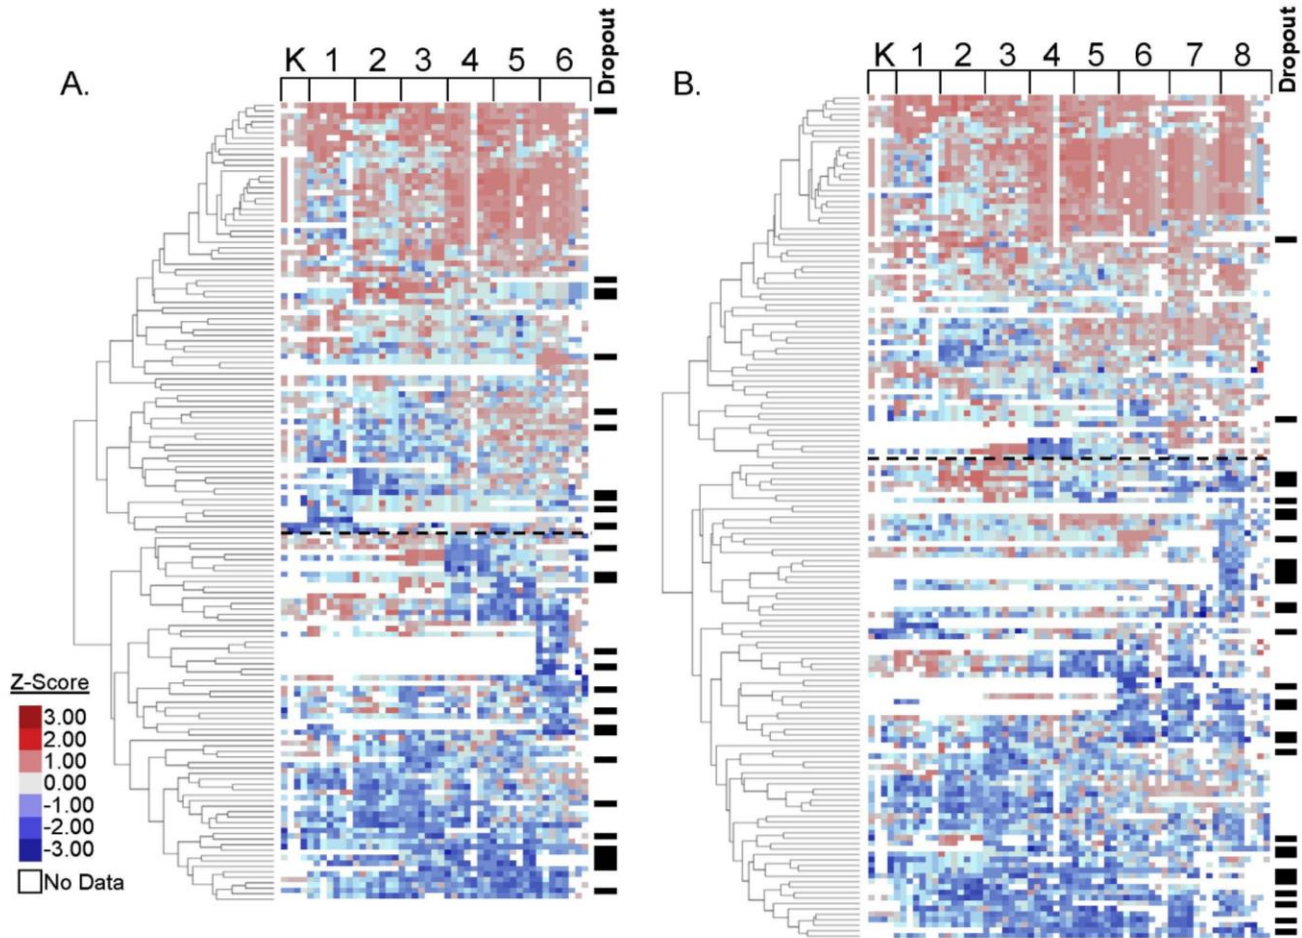 A.
K 1 2 3 4 5 6
Dropout
B.
K 1 2 3 4 5 6 7 8
Dropout
Z-Score
3.00
2.00
1.00
0.00
-1.00
-2.00
-3.00
No Data